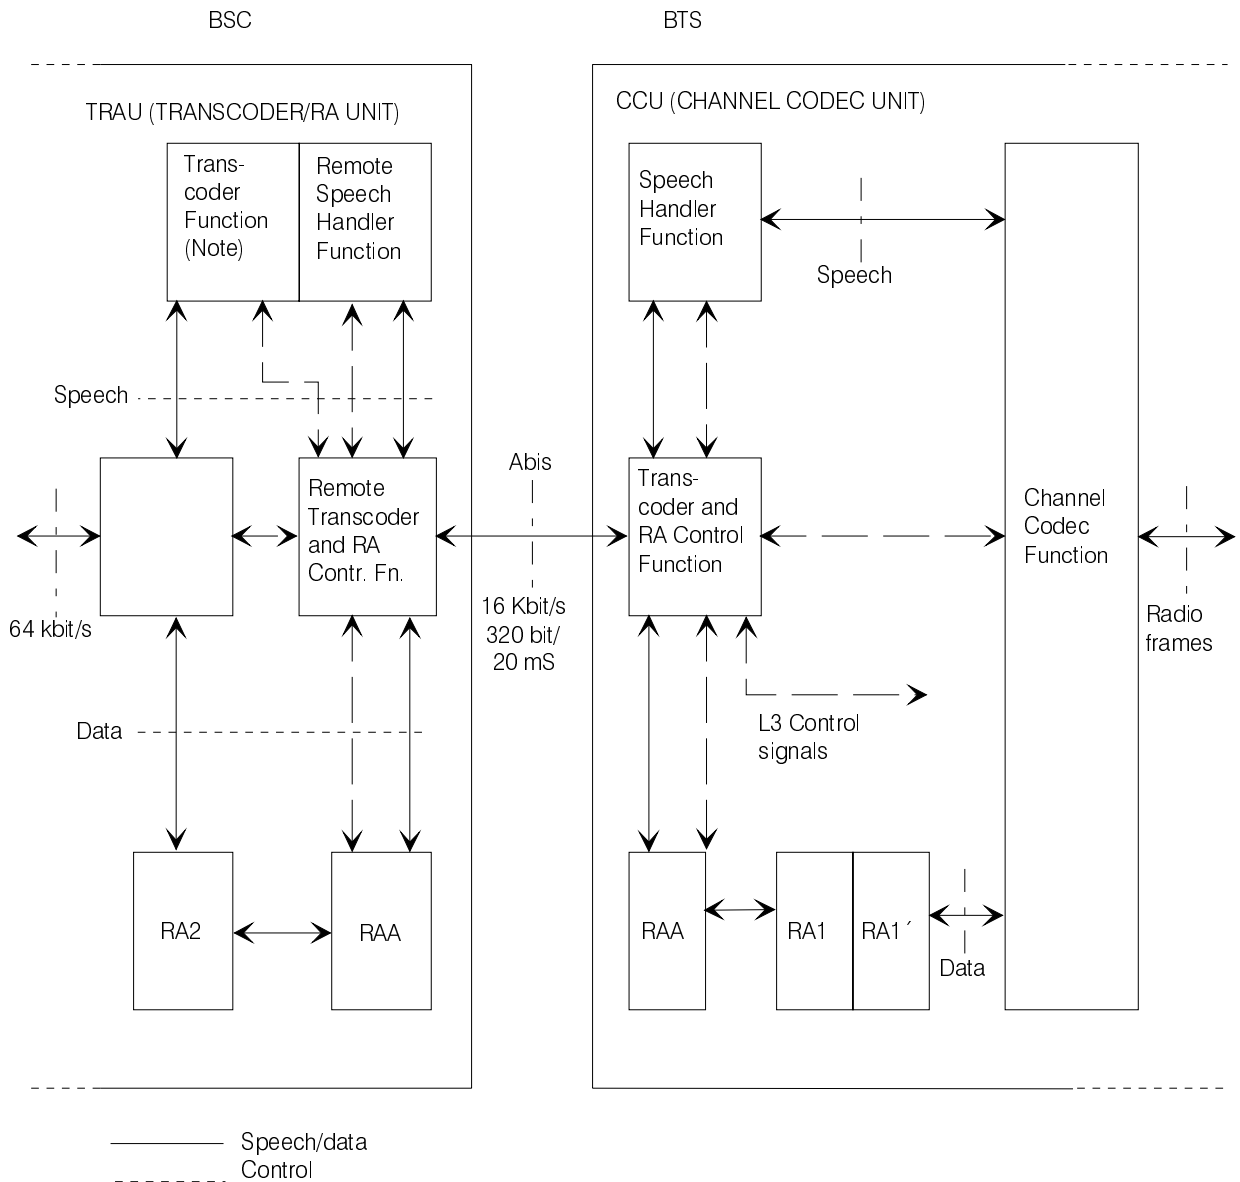 BSC
BTS
TRAU (TRANSCODER/RA UNIT)
CCU (CHANNEL CODEC UNIT)
Trans-
coder
Function
(Note)
Remote
Speech
Handler
Function
Speech
Handler
Function
Speech
Speech
Abis
Remote
Transcoder
and RA
Contr. Fn.
Trans-
coder and
RA Control
Function
Channel
Codec
Function
64 kbit/s
16 Kbit/s
320 bit/
20 mS
Radio
frames
Data
L3 Control
signals
RA2
RAA
RAA
RA1
RA1´
Data
Speech/data
Control